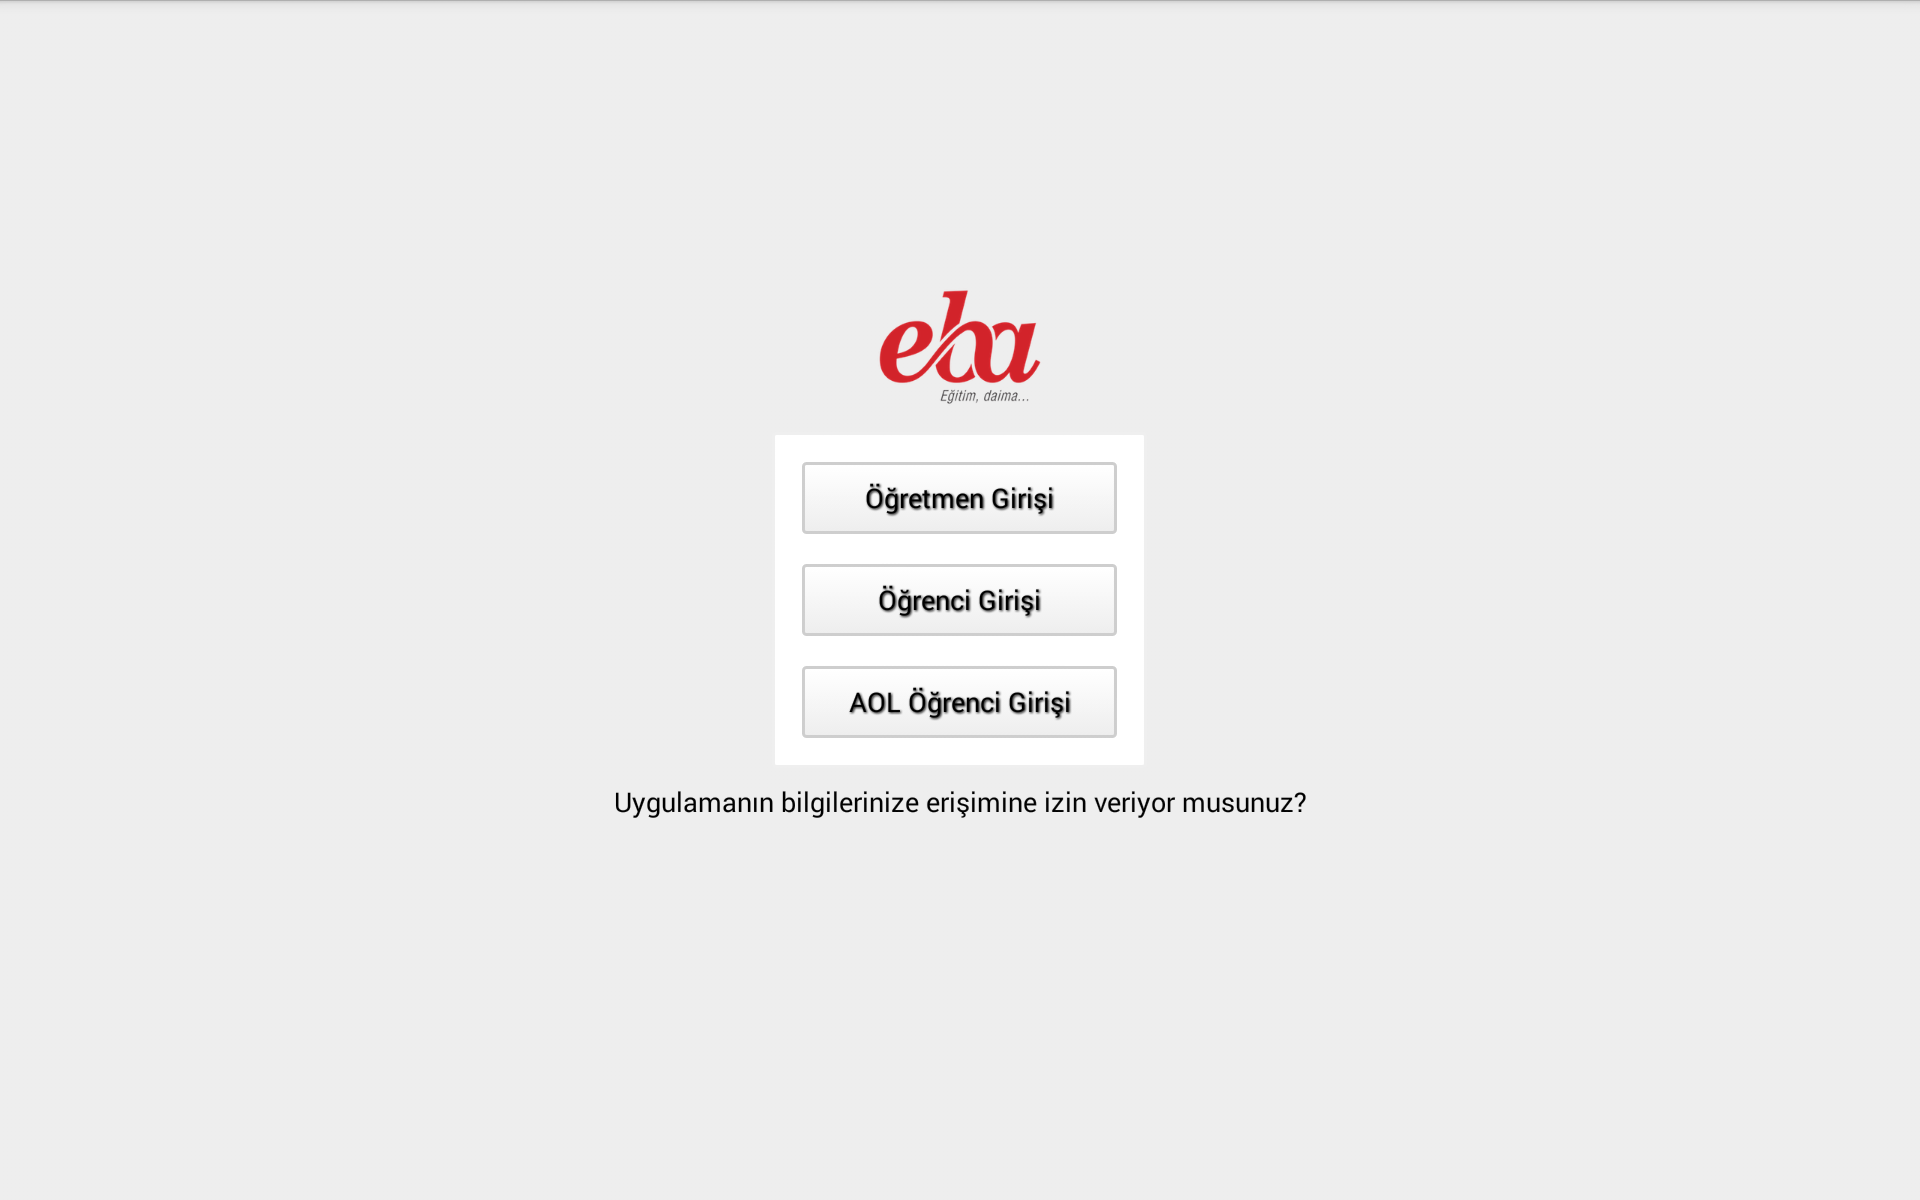 eba
Eğitim, daima...
Öğretmen Girişi
Öğrenci Girişi
AOL Öğrenci Girişi
Uygulamanın bilgilerinize erişimine izin veriyor musunuz?